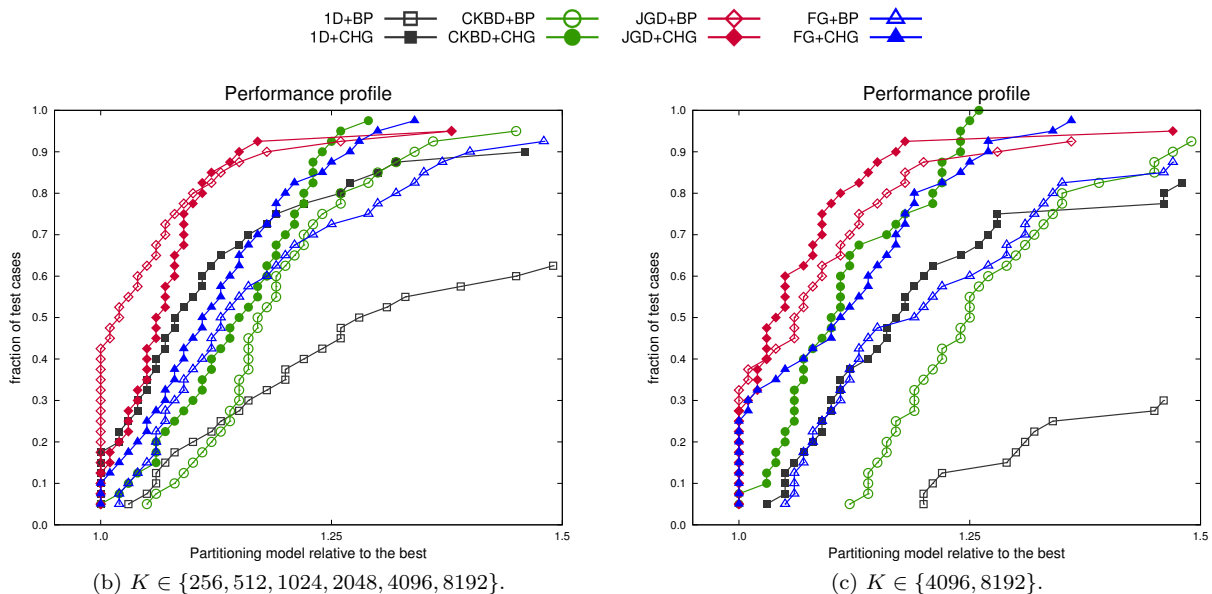 1D+BP CKBD+BP JGD+BP FG+BP
1D+CHG CKBD+CHG JGD+CHG FG+CHG
Performance profile
1.0
0.9
0.8
0.7
0.6
0.5
0.4
0.3
0.2
0.1
0.0
fraction of test cases
1.0 1.25 1.5
Partitioning model relative to the best
(b) K ∈ {256, 512, 1024, 2048, 4096, 8192}.
Performance profile
1.0
0.9
0.8
0.7
0.6
0.5
0.4
0.3
0.2
0.1
0.0
fraction of test cases
1.0 1.25 1.5
Partitioning model relative to the best
(c) K ∈ {4096, 8192}.